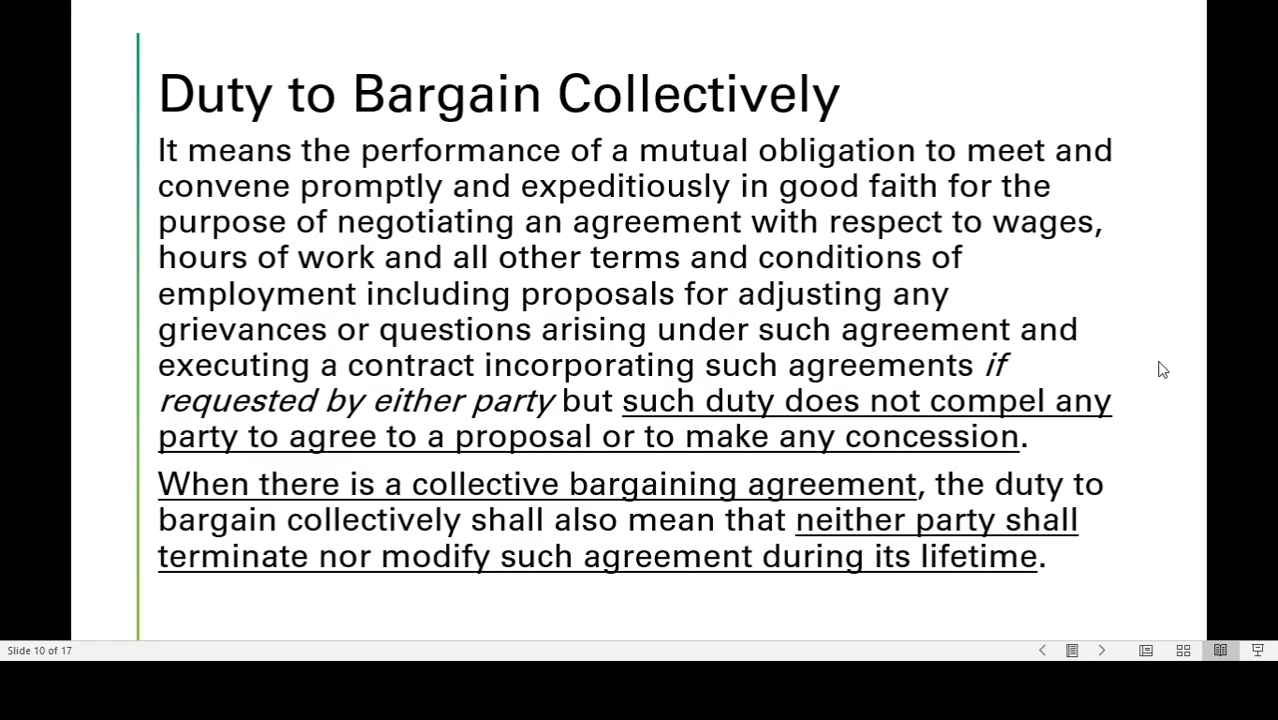 Duty to Bargain Collectively
It means the performance of a mutual obligation to meet and
convene promptly and expeditiously in good faith for the
purpose of negotiating an agreement with respect to wages,
hours of work and all other terms and conditions of
employment including proposals for adjusting any
grievances or questions arising under such agreement and
executing a contract incorporating such agreements if
requested by either party but such duty does not compel any
party to agree to a proposal or to make any concession.
When there is a collective bargaining agreement, the duty to
bargain collectively shall also mean that neither party shall
terminate nor modify such agreement during its lifetime.
Slide 10 of 17